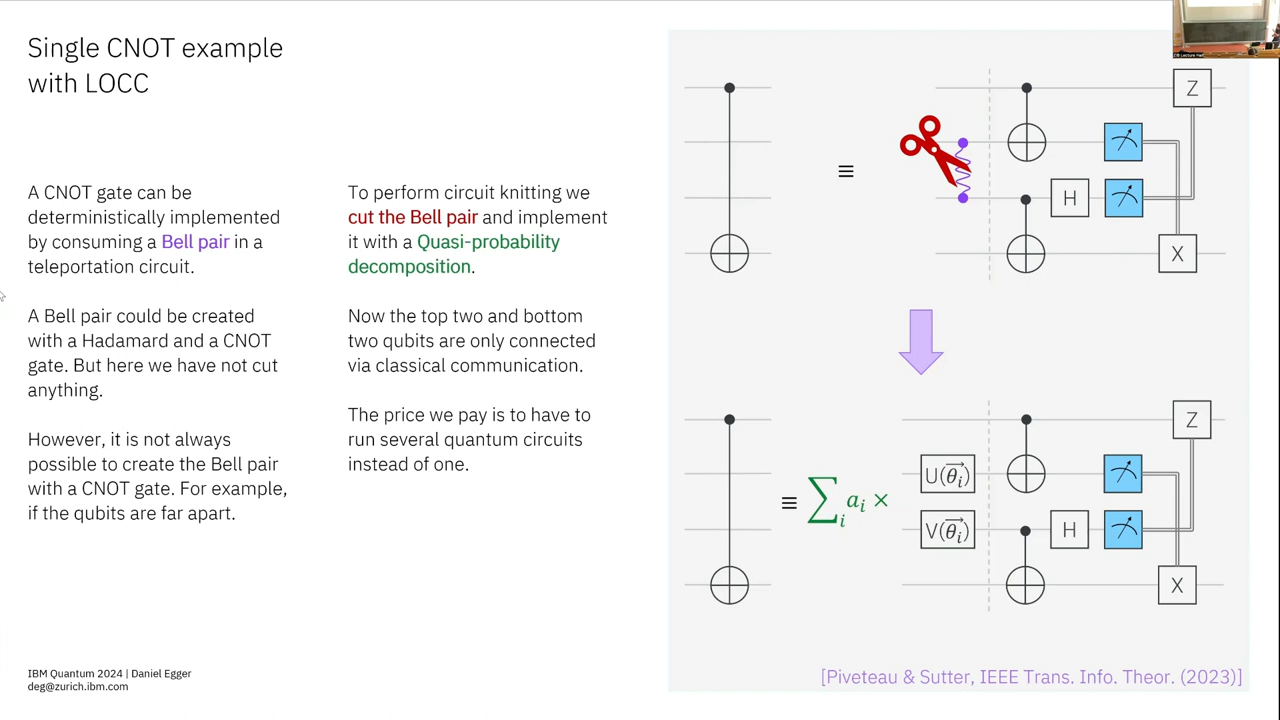 Single CNOT example
with LOCC
A CNOT gate can be
deterministically implemented
by consuming a Bell pair in a
teleportation circuit.
A Bell pair could be created
with a Hadamard and a CNOT
gate. But here we have not cut
anything.
However, it is not always
possible to create the Bell pair
with a CNOT gate. For example,
if the qubits are far apart.
To perform circuit knitting we
cut the Bell pair and implement
it with a Quasi-probability
decomposition.
Now the top two and bottom
two qubits are only connected
via classical communication.
The price we pay is to have to
run several quantum circuits
instead of one.
≡
Z
H
X
≡ ∑i ai ×
U(θi)
V(θi)
Z
H
X
[Piveteau & Sutter, IEEE Trans. Info. Theor. (2023)]
IBM Quantum 2024 | Daniel Egger
deg@zurich.ibm.com